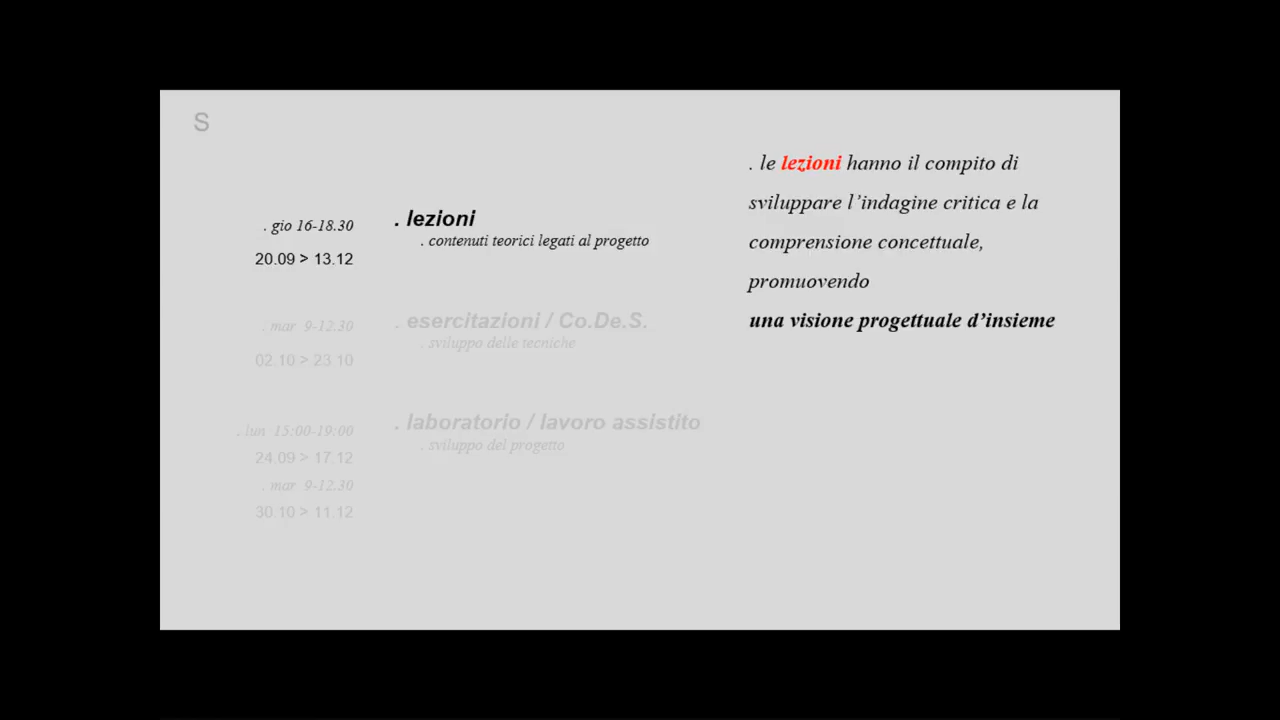 S
. gio 16-18.30
20.09 > 13.12
. lezioni
. contenuti teorici legati al progetto
. mar 9-12.30
02.10 > 23.10
. esercitazioni / Co.De.S.
. sviluppo delle tecniche
. lun 15:00-19:00
24.09 > 17.12
. mar 9-12.30
30.10 > 11.12
. laboratorio / lavoro assistito
. sviluppo del progetto
. le lezioni hanno il compito di
sviluppare l’indagine critica e la
comprensione concettuale,
promuovendo
una visione progettuale d’insieme